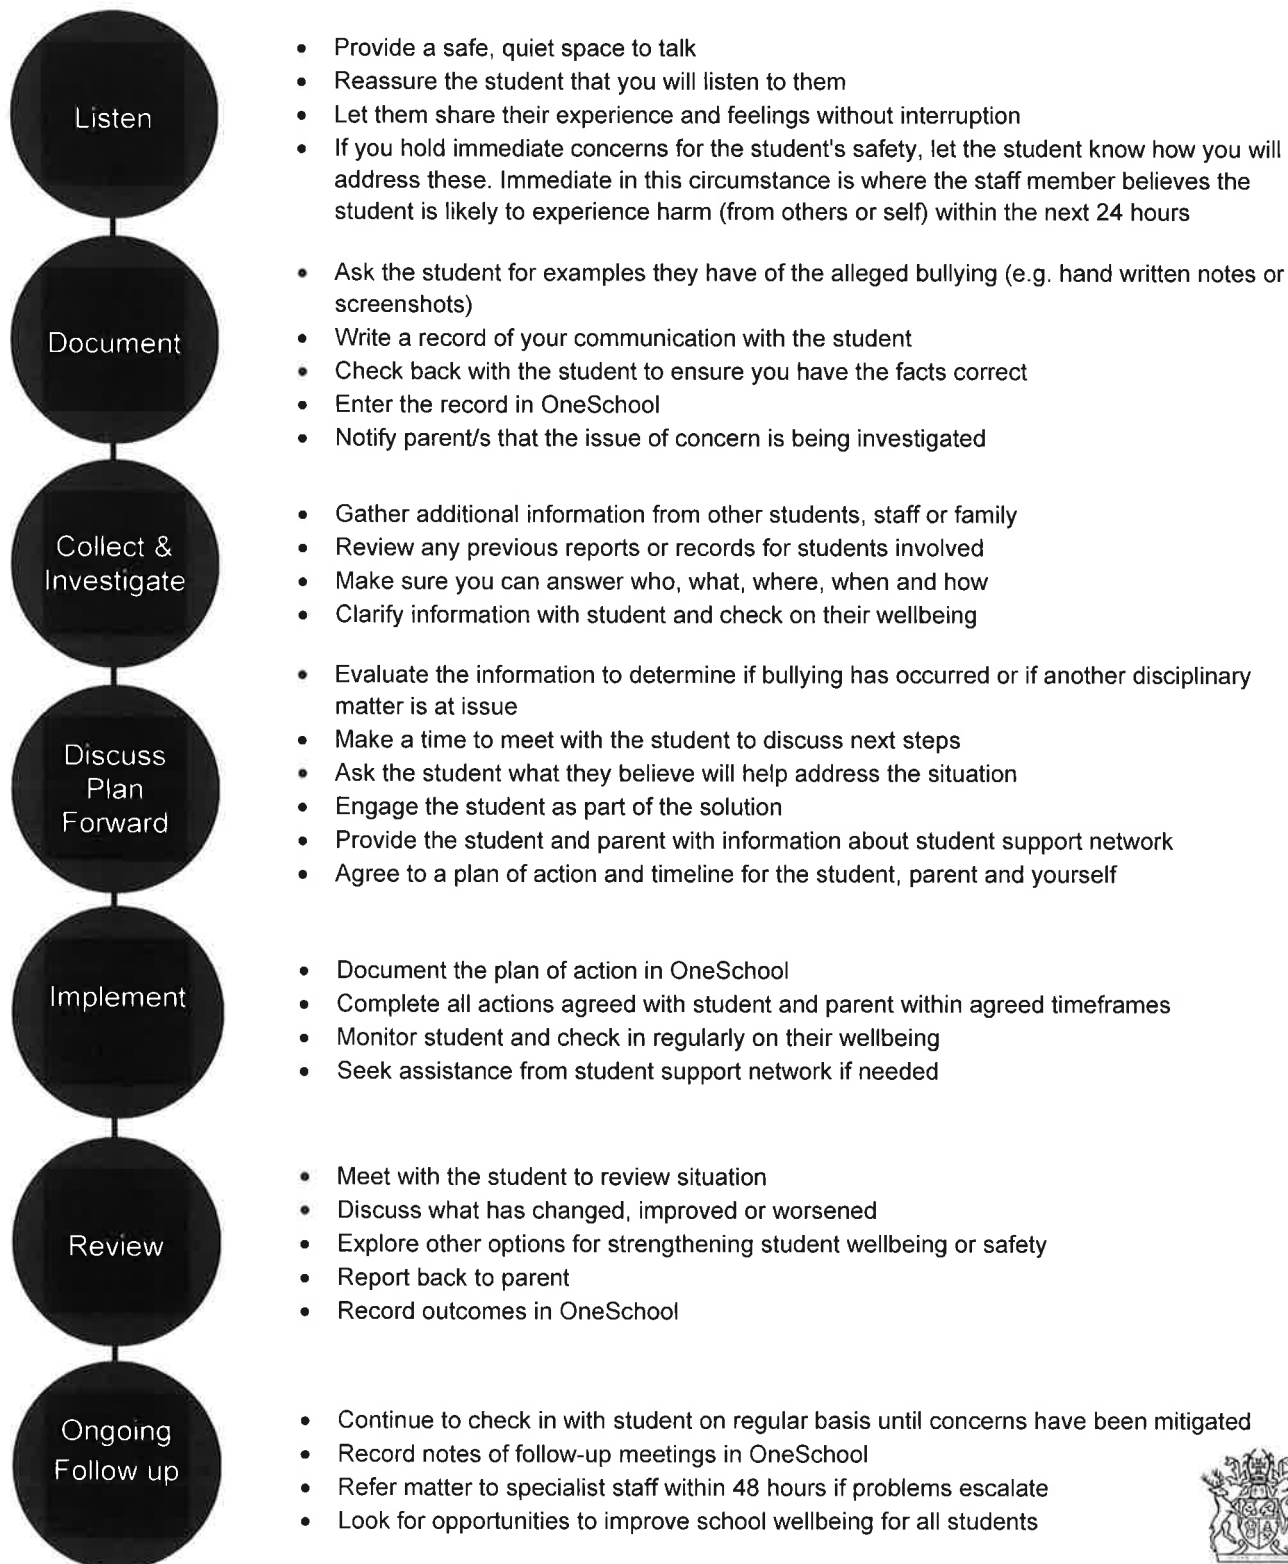 Listen
• Provide a safe, quiet space to talk
• Reassure the student that you will listen to them
• Let them share their experience and feelings without interruption
• If you hold immediate concerns for the student's safety, let the student know how you will
address these. Immediate in this circumstance is where the staff member believes the
student is likely to experience harm (from others or self) within the next 24 hours
Document
• Ask the student for examples they have of the alleged bullying (e.g. hand written notes or
screenshots)
• Write a record of your communication with the student
• Check back with the student to ensure you have the facts correct
• Enter the record in OneSchool
• Notify parent/s that the issue of concern is being investigated
Collect &
Investigate
• Gather additional information from other students, staff or family
• Review any previous reports or records for students involved
• Make sure you can answer who, what, where, when and how
• Clarify information with student and check on their wellbeing
Discuss
Plan
Forward
• Evaluate the information to determine if bullying has occurred or if another disciplinary
matter is at issue
• Make a time to meet with the student to discuss next steps
• Ask the student what they believe will help address the situation
• Engage the student as part of the solution
• Provide the student and parent with information about student support network
• Agree to a plan of action and timeline for the student, parent and yourself
Implement
• Document the plan of action in OneSchool
• Complete all actions agreed with student and parent within agreed timeframes
• Monitor student and check in regularly on their wellbeing
• Seek assistance from student support network if needed
Review
• Meet with the student to review situation
• Discuss what has changed, improved or worsened
• Explore other options for strengthening student wellbeing or safety
• Report back to parent
• Record outcomes in OneSchool
Ongoing
Follow up
• Continue to check in with student on regular basis until concerns have been mitigated
• Record notes of follow-up meetings in OneSchool
• Refer matter to specialist staff within 48 hours if problems escalate
• Look for opportunities to improve school wellbeing for all students